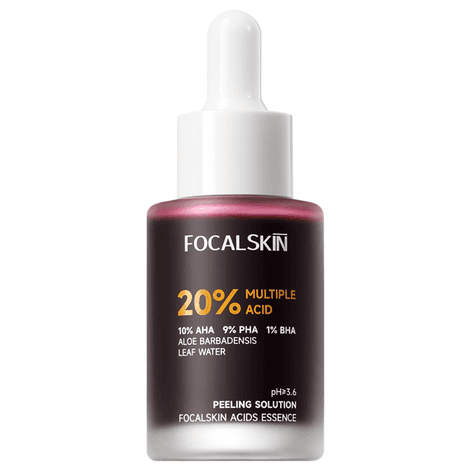 FOCALSKIN
20% MULTIPLE
ACID
10% AHA 9% PHA 1% BHA
ALOE BARBADENSIS
LEAF WATER
pH≥3.6
PEELING SOLUTION
FOCALSKIN ACIDS ESSENCE